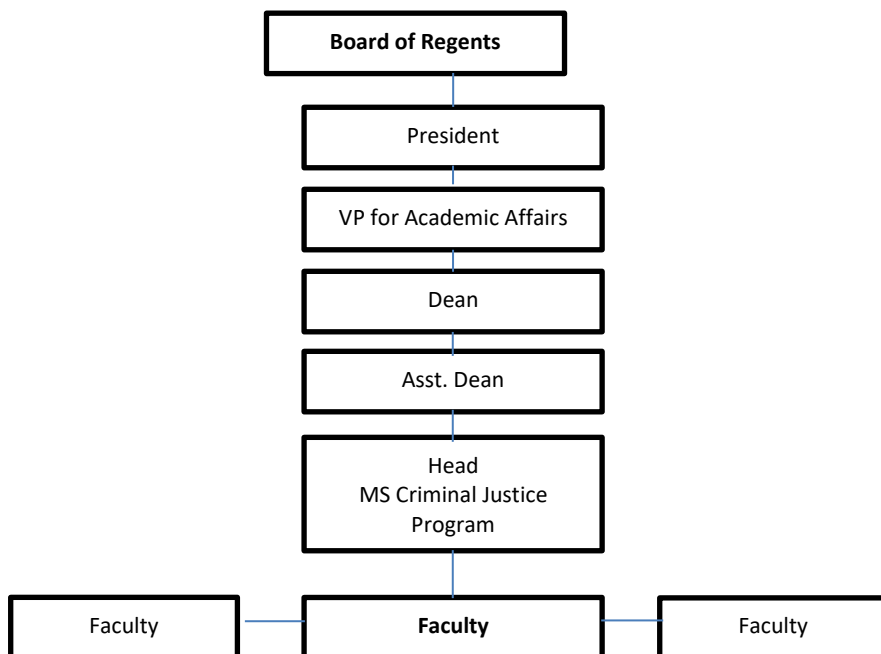 Board of Regents
President
VP for Academic Affairs
Dean
Asst. Dean
Head
MS Criminal Justice
Program
Faculty
Faculty
Faculty